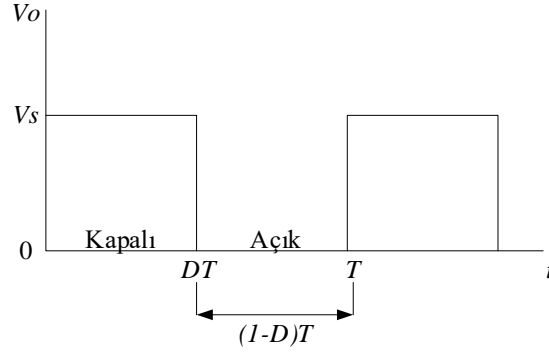 Vo
Vs
Kapalı Açık
0
DT T t
(1-D)T